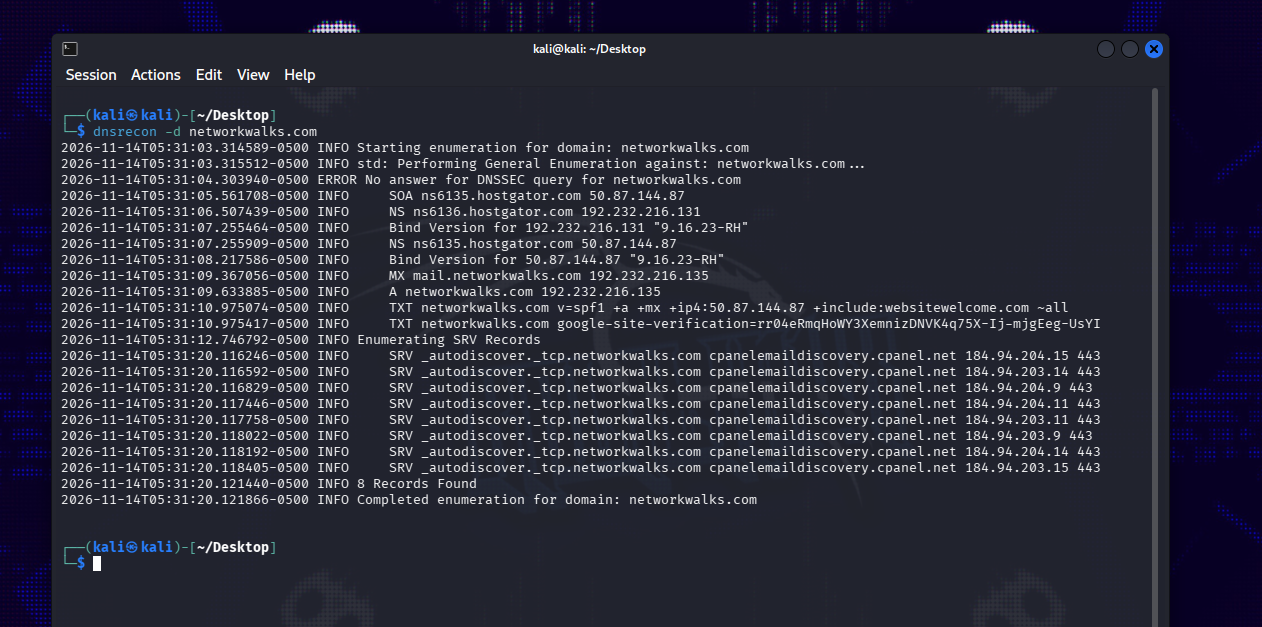 kali@kali: ~/Desktop
Session Actions Edit View Help
┌──(kali㉿kali)-[~/Desktop]
└─$ dnsrecon -d networkwalks.com
2026-11-14T05:31:03.314589-0500 INFO Starting enumeration for domain: networkwalks.com
2026-11-14T05:31:03.315512-0500 INFO std: Performing General Enumeration against: networkwalks.com...
2026-11-14T05:31:04.303940-0500 ERROR No answer for DNSSEC query for networkwalks.com
2026-11-14T05:31:05.561708-0500 INFO     SOA ns6135.hostgator.com 50.87.144.87
2026-11-14T05:31:06.507439-0500 INFO     NS ns6136.hostgator.com 192.232.216.131
2026-11-14T05:31:07.255464-0500 INFO     Bind Version for 192.232.216.131 "9.16.23-RH"
2026-11-14T05:31:07.255909-0500 INFO     NS ns6135.hostgator.com 50.87.144.87
2026-11-14T05:31:08.217586-0500 INFO     Bind Version for 50.87.144.87 "9.16.23-RH"
2026-11-14T05:31:09.367056-0500 INFO     MX mail.networkwalks.com 192.232.216.135
2026-11-14T05:31:09.633885-0500 INFO     A networkwalks.com 192.232.216.135
2026-11-14T05:31:10.975074-0500 INFO     TXT networkwalks.com v=spf1 +a +mx +ip4:50.87.144.87 +include:websitewelcome.com ~all
2026-11-14T05:31:10.975417-0500 INFO     TXT networkwalks.com google-site-verification=rr04eRmqHoWY3XemnizDNVK4q75X-Ij-mjgEeg-UsYI
2026-11-14T05:31:12.746792-0500 INFO Enumerating SRV Records
2026-11-14T05:31:20.116246-0500 INFO     SRV _autodiscover._tcp.networkwalks.com cpanelemaildiscovery.cpanel.net 184.94.204.15 443
2026-11-14T05:31:20.116592-0500 INFO     SRV _autodiscover._tcp.networkwalks.com cpanelemaildiscovery.cpanel.net 184.94.203.14 443
2026-11-14T05:31:20.116829-0500 INFO     SRV _autodiscover._tcp.networkwalks.com cpanelemaildiscovery.cpanel.net 184.94.204.9 443
2026-11-14T05:31:20.117446-0500 INFO     SRV _autodiscover._tcp.networkwalks.com cpanelemaildiscovery.cpanel.net 184.94.204.11 443
2026-11-14T05:31:20.117758-0500 INFO     SRV _autodiscover._tcp.networkwalks.com cpanelemaildiscovery.cpanel.net 184.94.203.11 443
2026-11-14T05:31:20.118022-0500 INFO     SRV _autodiscover._tcp.networkwalks.com cpanelemaildiscovery.cpanel.net 184.94.203.9 443
2026-11-14T05:31:20.118192-0500 INFO     SRV _autodiscover._tcp.networkwalks.com cpanelemaildiscovery.cpanel.net 184.94.204.14 443
2026-11-14T05:31:20.118405-0500 INFO     SRV _autodiscover._tcp.networkwalks.com cpanelemaildiscovery.cpanel.net 184.94.203.15 443
2026-11-14T05:31:20.121440-0500 INFO 8 Records Found
2026-11-14T05:31:20.121866-0500 INFO Completed enumeration for domain: networkwalks.com
┌──(kali㉿kali)-[~/Desktop]
└─$